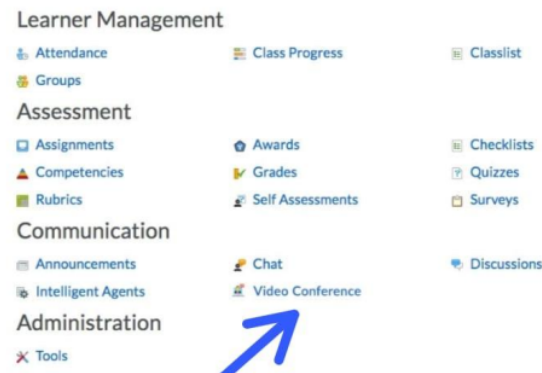 Learner Management
Attendance Class Progress Classlist
Groups
Assessment
Assignments Awards Checklists
Competencies Grades Quizzes
Rubrics Self Assessments Surveys
Communication
Announcements Chat Discussions
Intelligent Agents Video Conference
Administration
Tools